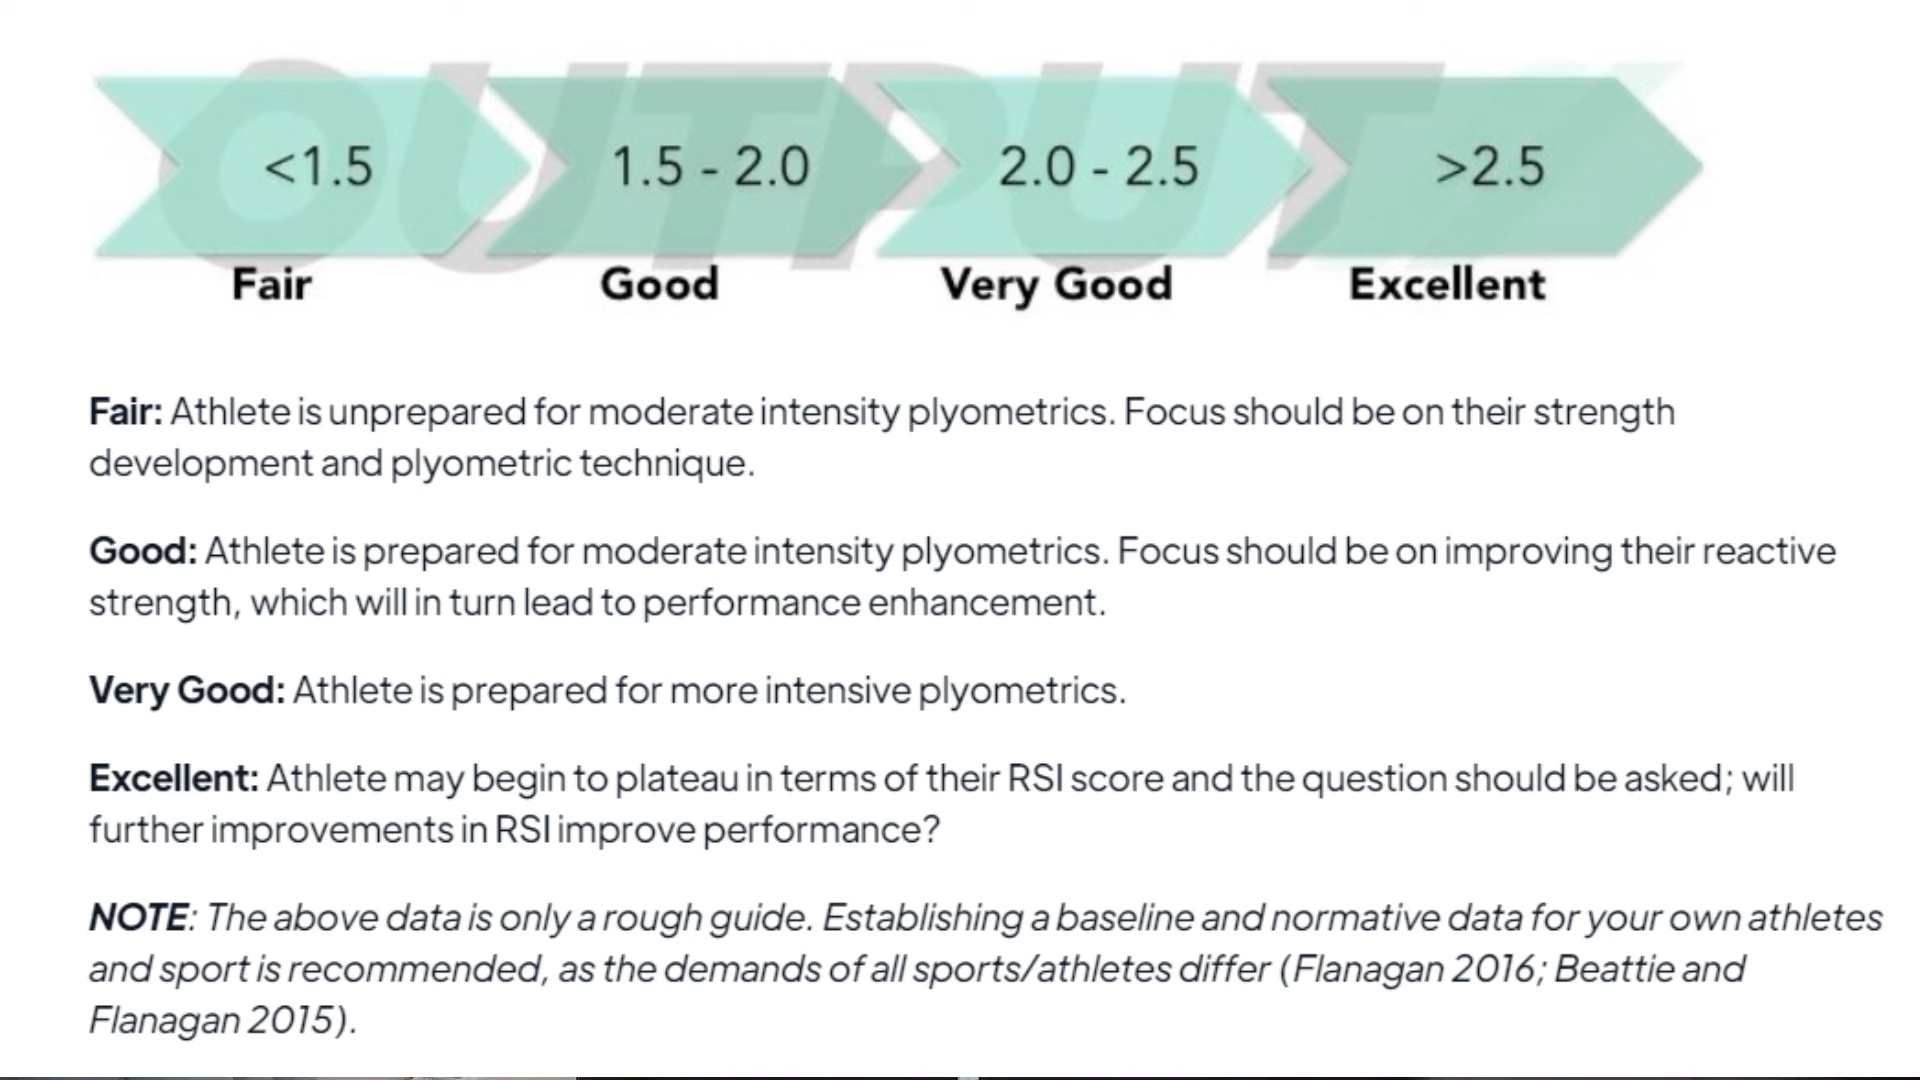 OUTPUT
<1.5 1.5 - 2.0 2.0 - 2.5 >2.5
Fair Good Very Good Excellent
Fair: Athlete is unprepared for moderate intensity plyometrics. Focus should be on their strength
development and plyometric technique.
Good: Athlete is prepared for moderate intensity plyometrics. Focus should be on improving their reactive
strength, which will in turn lead to performance enhancement.
Very Good: Athlete is prepared for more intensive plyometrics.
Excellent: Athlete may begin to plateau in terms of their RSI score and the question should be asked; will
further improvements in RSI improve performance?
NOTE: The above data is only a rough guide. Establishing a baseline and normative data for your own athletes
and sport is recommended, as the demands of all sports/athletes differ (Flanagan 2016; Beattie and
Flanagan 2015).